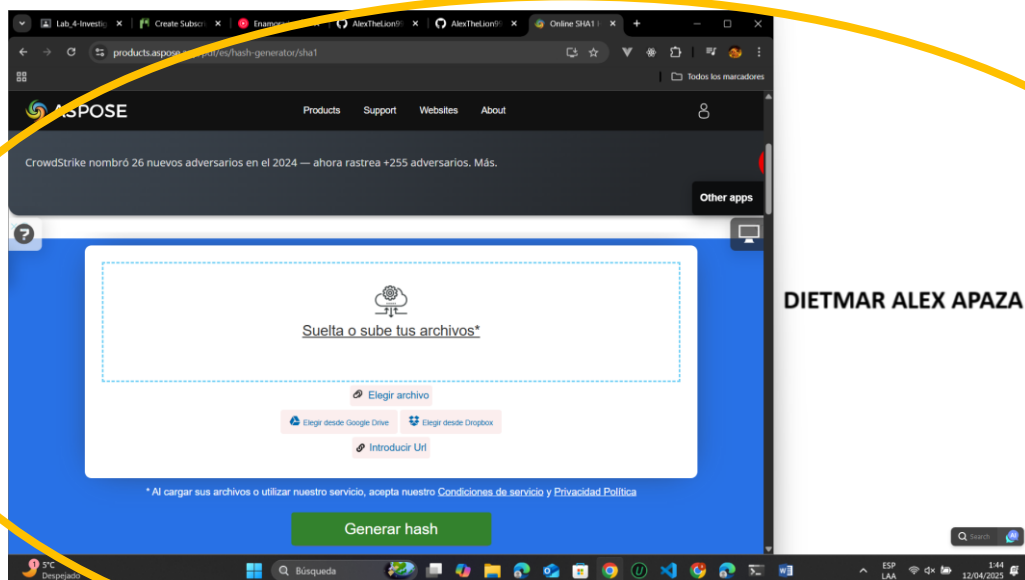 Lab_4-Investig
Create Subscri
Enamora
AlexTheLion9
AlexTheLion9
Online SHA1
products.aspose.app/pdf/es/hash-generator/sha1
Todos los marcadores
ASPOSE
Products
Support
Websites
About
CrowdStrike nombró 26 nuevos adversarios en el 2024 — ahora rastrea +255 adversarios. Más.
Other apps
Suelta o sube tus archivos*
DIETMAR ALEX APAZA
Elegir archivo
Elegir desde Google Drive
Elegir desde Dropbox
Introducir Url
* Al cargar sus archivos o utilizar nuestro servicio, acepta nuestro Condiciones de servicio y Privacidad Política
Generar hash
Search
5°C
Despejado
Búsqueda
ESP
LAA
1:44
12/04/2025